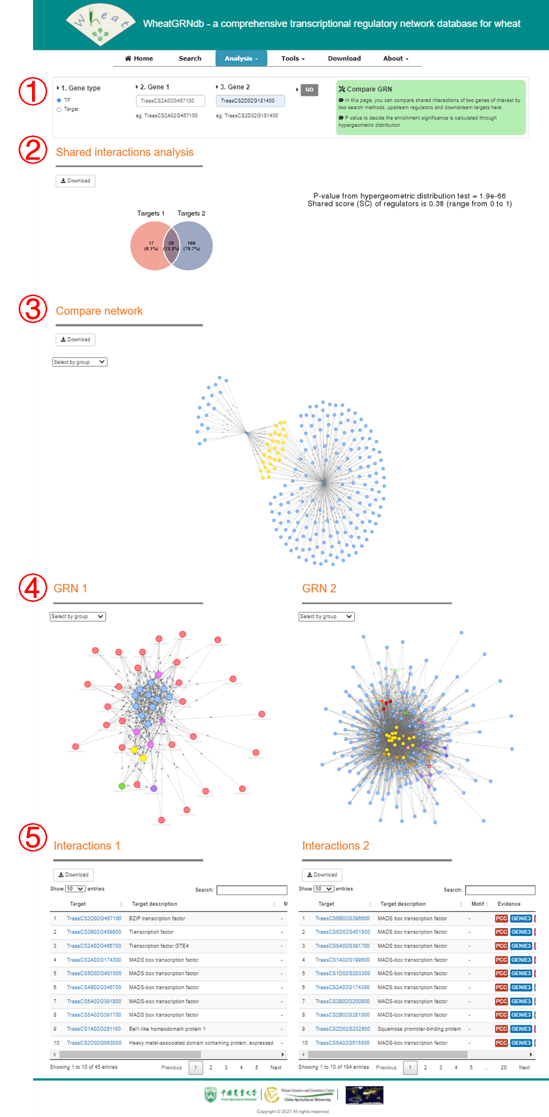 Wheat
WheatGRNdb - a comprehensive transcriptional regulatory network database for wheat
Home Search Analysis Tools Download About
①
1. Gene type
TF
Target
2. Gene 1
TraesCS2A02G467100
eg. TraesCS2A02G467100
3. Gene 2
TraesCS2D02G181400
eg. TraesCS2D02G181400
GO
Compare GRN
In this page, you can compare shared interactions of two genes of interest by
two search methods, upstream regulators and downstream targets here.
P value to decide the enrichment significance is calculated through
hypergeometric distribution
②
Shared interactions analysis
Download
P-value from hypergeometric distribution test = 1.9e-66
Shared score (SC) of regulators is 0.38 (range from 0 to 1)
Targets 1 Targets 2
17 28 166
③
Compare network
Download
Select by group
④
GRN 1
Select by group
GRN 2
Select by group
⑤
Interactions 1
Download
Show 10 entries Search:
Target Target description M
1 TraesCS2D02G467100 BZIP transcription factor -
2 TraesCS2B02G489900 Transcription factor -
3 TraesCS2A02G466700 Transcription factor GTE4 -
4 TraesCS2A02G174300 MADS box transcription factor -
5 TraesCS5D02G401500 MADS box transcription factor -
6 TraesCS4B02G346700 MADS-box transcription factor -
7 TraesCS5A02G391800 MADS-box transcription factor -
8 TraesCS5A02G391700 MADS box transcription factor -
9 TraesCS1A02G281100 Bell-like homeodomain protein 1 -
10 TraesCS2D02G063000 Heavy metal-associated domain containing protein, expressed -
Showing 1 to 10 of 45 entries Previous 1 2 3 4 5 Next
Interactions 2
Download
Show 10 entries Search:
Target Target description Motif Evidence
1 TraesCS5B02G396600 MADS box transcription factor - PCC GENIE3
2 TraesCS5D02G401500 MADS box transcription factor - PCC GENIE3
3 TraesCS5A02G391700 MADS box transcription factor - PCC GENIE3
4 TraesCS1A02G199600 MADS box transcription factor - PCC GENIE3
5 TraesCS1D02G203300 MADS box transcription factor - PCC GENIE3
6 TraesCS2A02G174300 MADS box transcription factor - PCC GENIE3
7 TraesCS2B02G200800 MADS box transcription factor - PCC GENIE3
8 TraesCS2B02G281000 MADS box transcription factor - PCC GENIE3
9 TraesCS2D02G232800 Squamosa promoter-binding protein - PCC GENIE3
10 TraesCS5A02G515500 MADS-box transcription factor - PCC GENIE3
Showing 1 to 10 of 194 entries Previous 1 2 3 4 5 ... 20 Next
中国农业大学
China Agricultural University
Wheat Genetics and Genomics Center
China Agricultural University
Copyright © 2021 All rights reserved